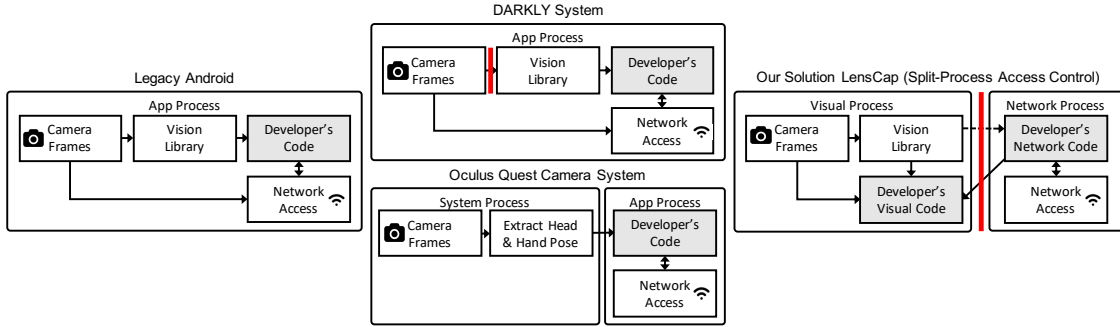 Legacy Android
App Process
Camera
Frames
Vision
Library
Developer's
Code
Network
Access
DARKLY System
App Process
Camera
Frames
Vision
Library
Developer's
Code
Network
Access
Oculus Quest Camera System
System Process
Camera
Frames
Extract Head
& Hand Pose
App Process
Developer's
Code
Network
Access
Our Solution LensCap (Split-Process Access Control)
Visual Process
Camera
Frames
Vision
Library
Developer's
Visual Code
Network Process
Developer's
Network Code
Network
Access